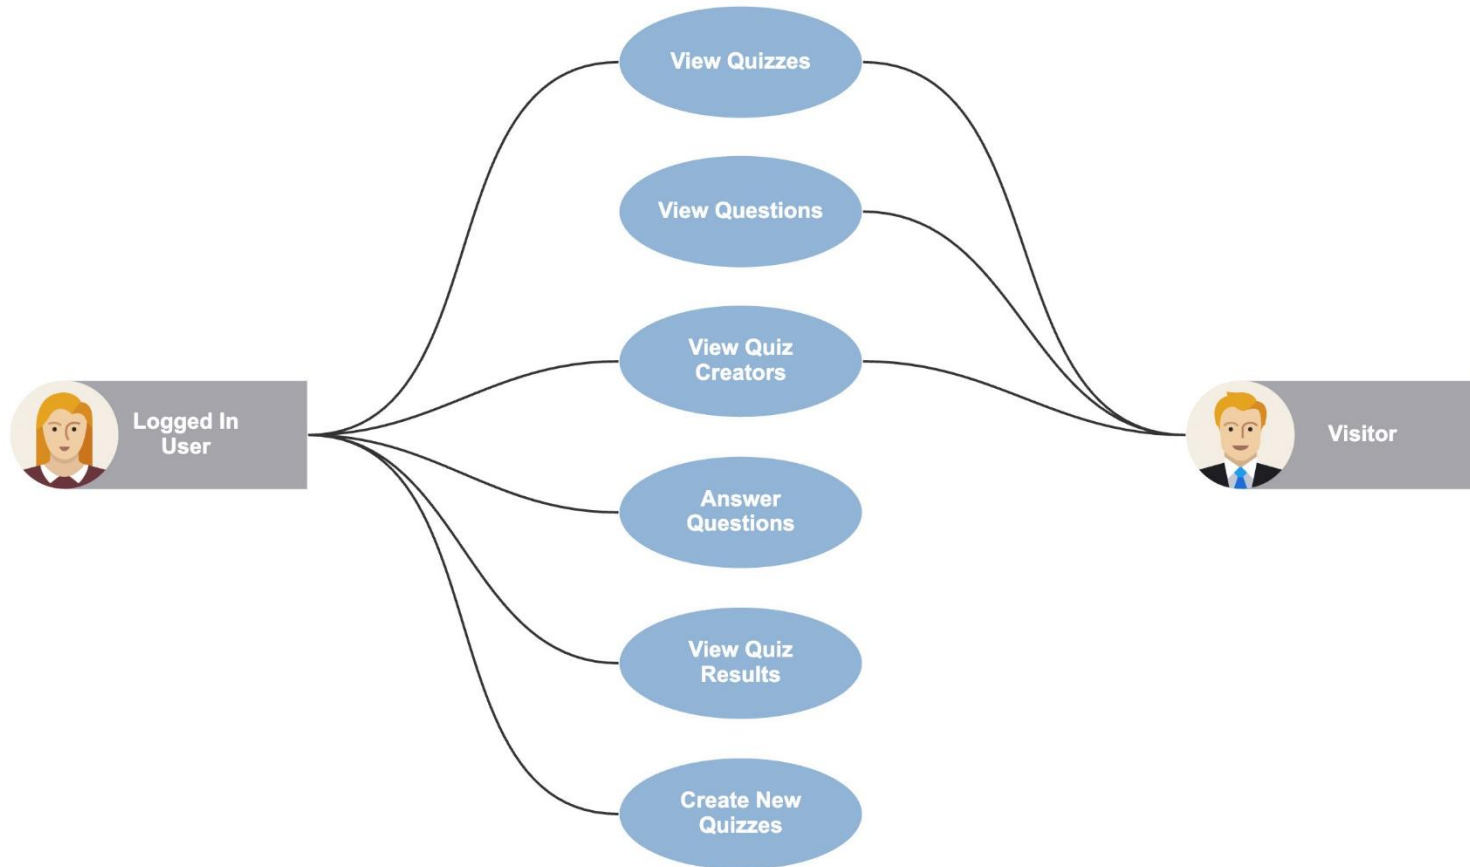 View Quizzes
View Questions
View Quiz
Creators
Logged In
User
Visitor
Answer
Questions
View Quiz
Results
Create New
Quizzes